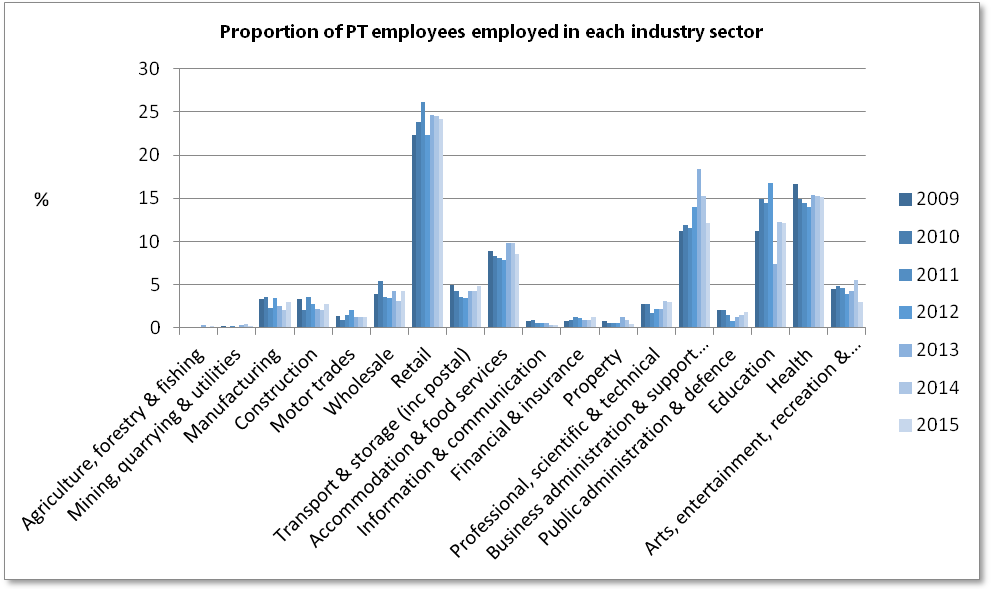 Proportion of PT employees employed in each industry sector
30
25
20
15
10
5
0
%
Agriculture, forestry & fishing
Mining, quarrying & utilities
Manufacturing
Construction
Motor trades
Wholesale
Retail
Transport & storage (inc postal)
Accommodation & food services
Information & communication
Financial & insurance
Property
Professional, scientific & technical
Business administration & support...
Public administration & defence
Education
Health
Arts, entertainment, recreation &...
2009
2010
2011
2012
2013
2014
2015